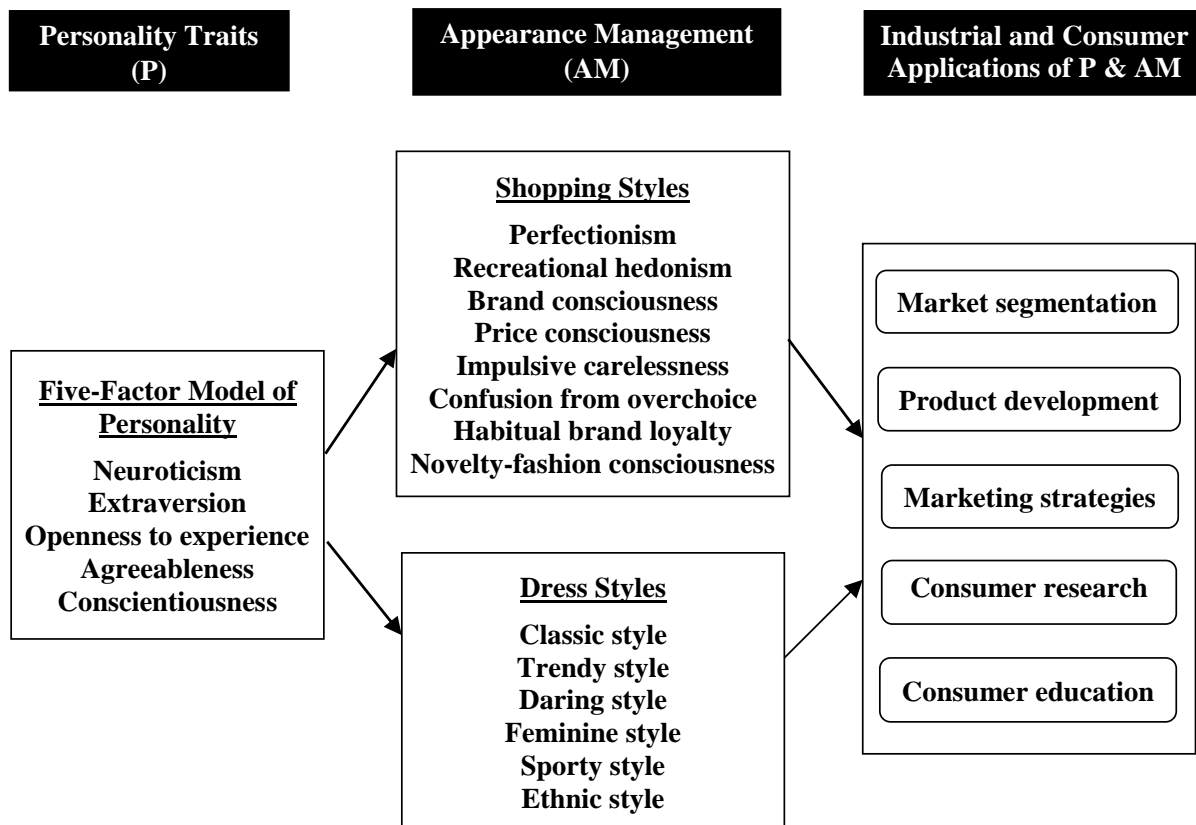 Personality Traits
(P)
Appearance Management
(AM)
Industrial and Consumer
Applications of P & AM
Five-Factor Model of
Personality
Neuroticism
Extraversion
Openness to experience
Agreeableness
Conscientiousness
Shopping Styles
Perfectionism
Recreational hedonism
Brand consciousness
Price consciousness
Impulsive carelessness
Confusion from overchoice
Habitual brand loyalty
Novelty-fashion consciousness
Dress Styles
Classic style
Trendy style
Daring style
Feminine style
Sporty style
Ethnic style
Market segmentation
Product development
Marketing strategies
Consumer research
Consumer education